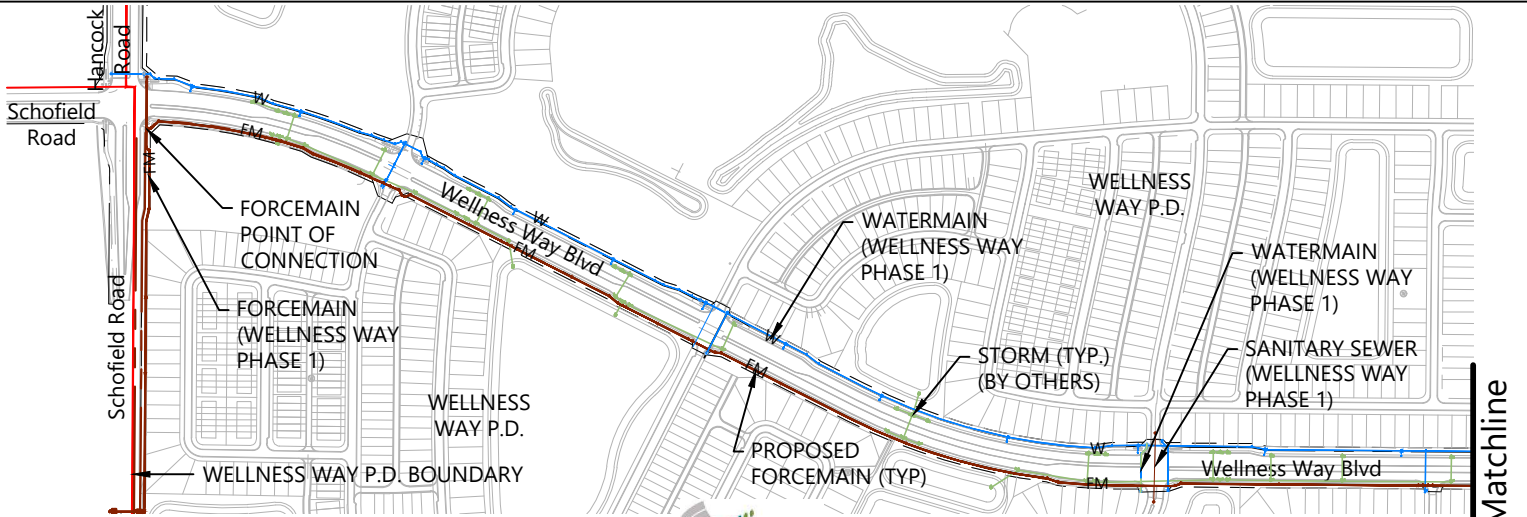 Hancock
Road
Schofield
Road
W
FM
FM
FORCEMAIN
POINT OF
CONNECTION
FORCEMAIN
(WELLNESS WAY
PHASE 1)
Schofield Road
WELLNESS WAY P.D. BOUNDARY
WELLNESS
WAY P.D.
Wellness Way Blvd
W
FM
WATERMAIN
(WELLNESS WAY
PHASE 1)
W
FM
PROPOSED
FORCEMAIN (TYP)
STORM (TYP.)
(BY OTHERS)
WELLNESS
WAY P.D.
WATERMAIN
(WELLNESS WAY
PHASE 1)
SANITARY SEWER
(WELLNESS WAY
PHASE 1)
W
FM
Wellness Way Blvd
Matchline